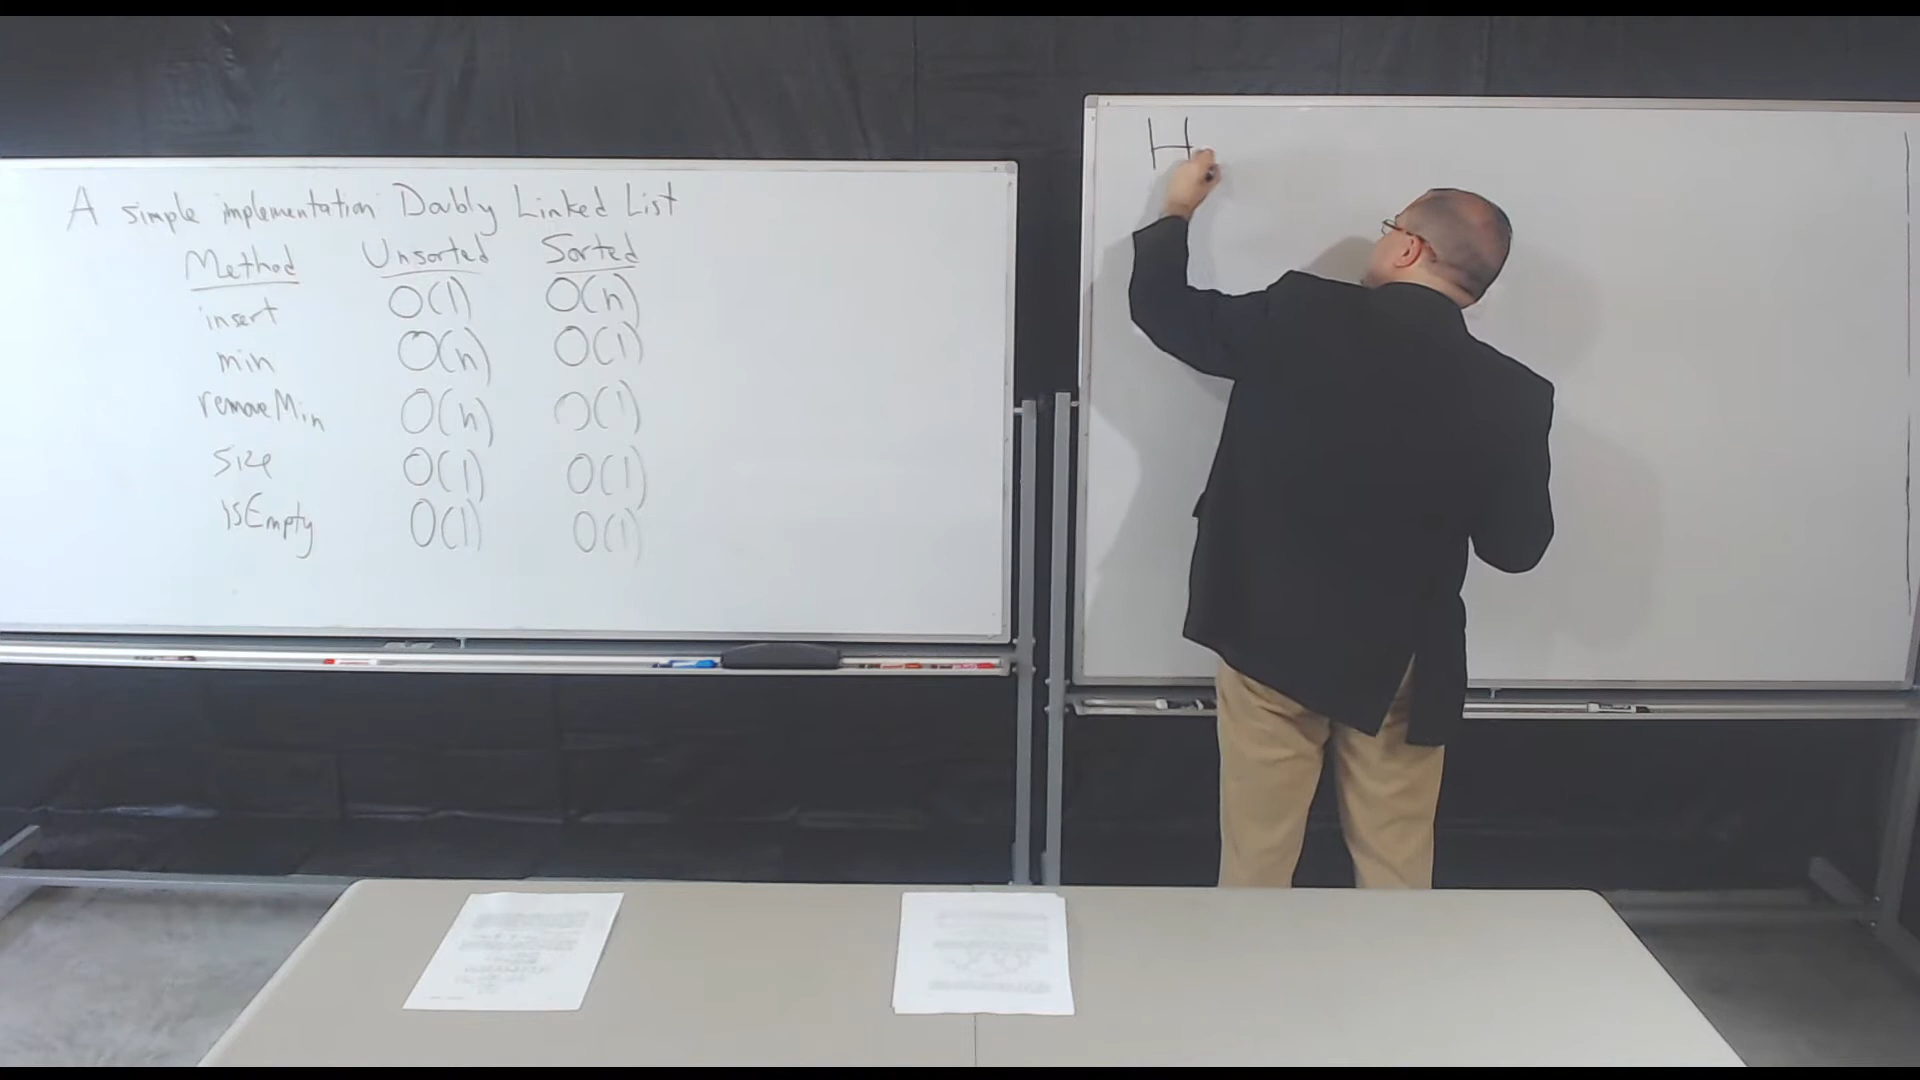 A simple implementation Doubly Linked List
Method Unsorted Sorted
insert O(1) O(n)
min O(n) O(1)
removeMin O(n) O(1)
size O(1) O(1)
isEmpty O(1) O(1)
H